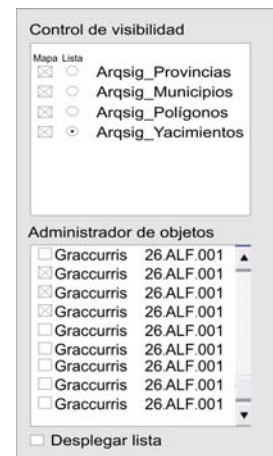 Control de visibilidad
Mapa Lista
Arqsig_Provincias
Arqsig_Municipios
Arqsig_Polígonos
Arqsig_Yacimientos
Administrador de objetos
Graccurris 26.ALF.001
Graccurris 26.ALF.001
Graccurris 26.ALF.001
Graccurris 26.ALF.001
Graccurris 26.ALF.001
Graccurris 26.ALF.001
Graccurris 26.ALF.001
Graccurris 26.ALF.001
Graccurris 26.ALF.001
Desplegar lista